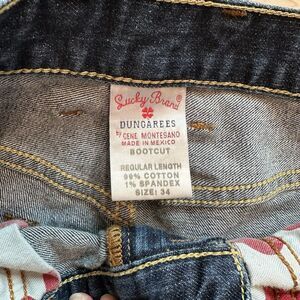 Lucky Brand®
DUNGAREES
by GENE MONTESANO
MADE IN MEXICO
BOOTCUT
REGULAR LENGTH
99% COTTON
1% SPANDEX
SIZE: 34